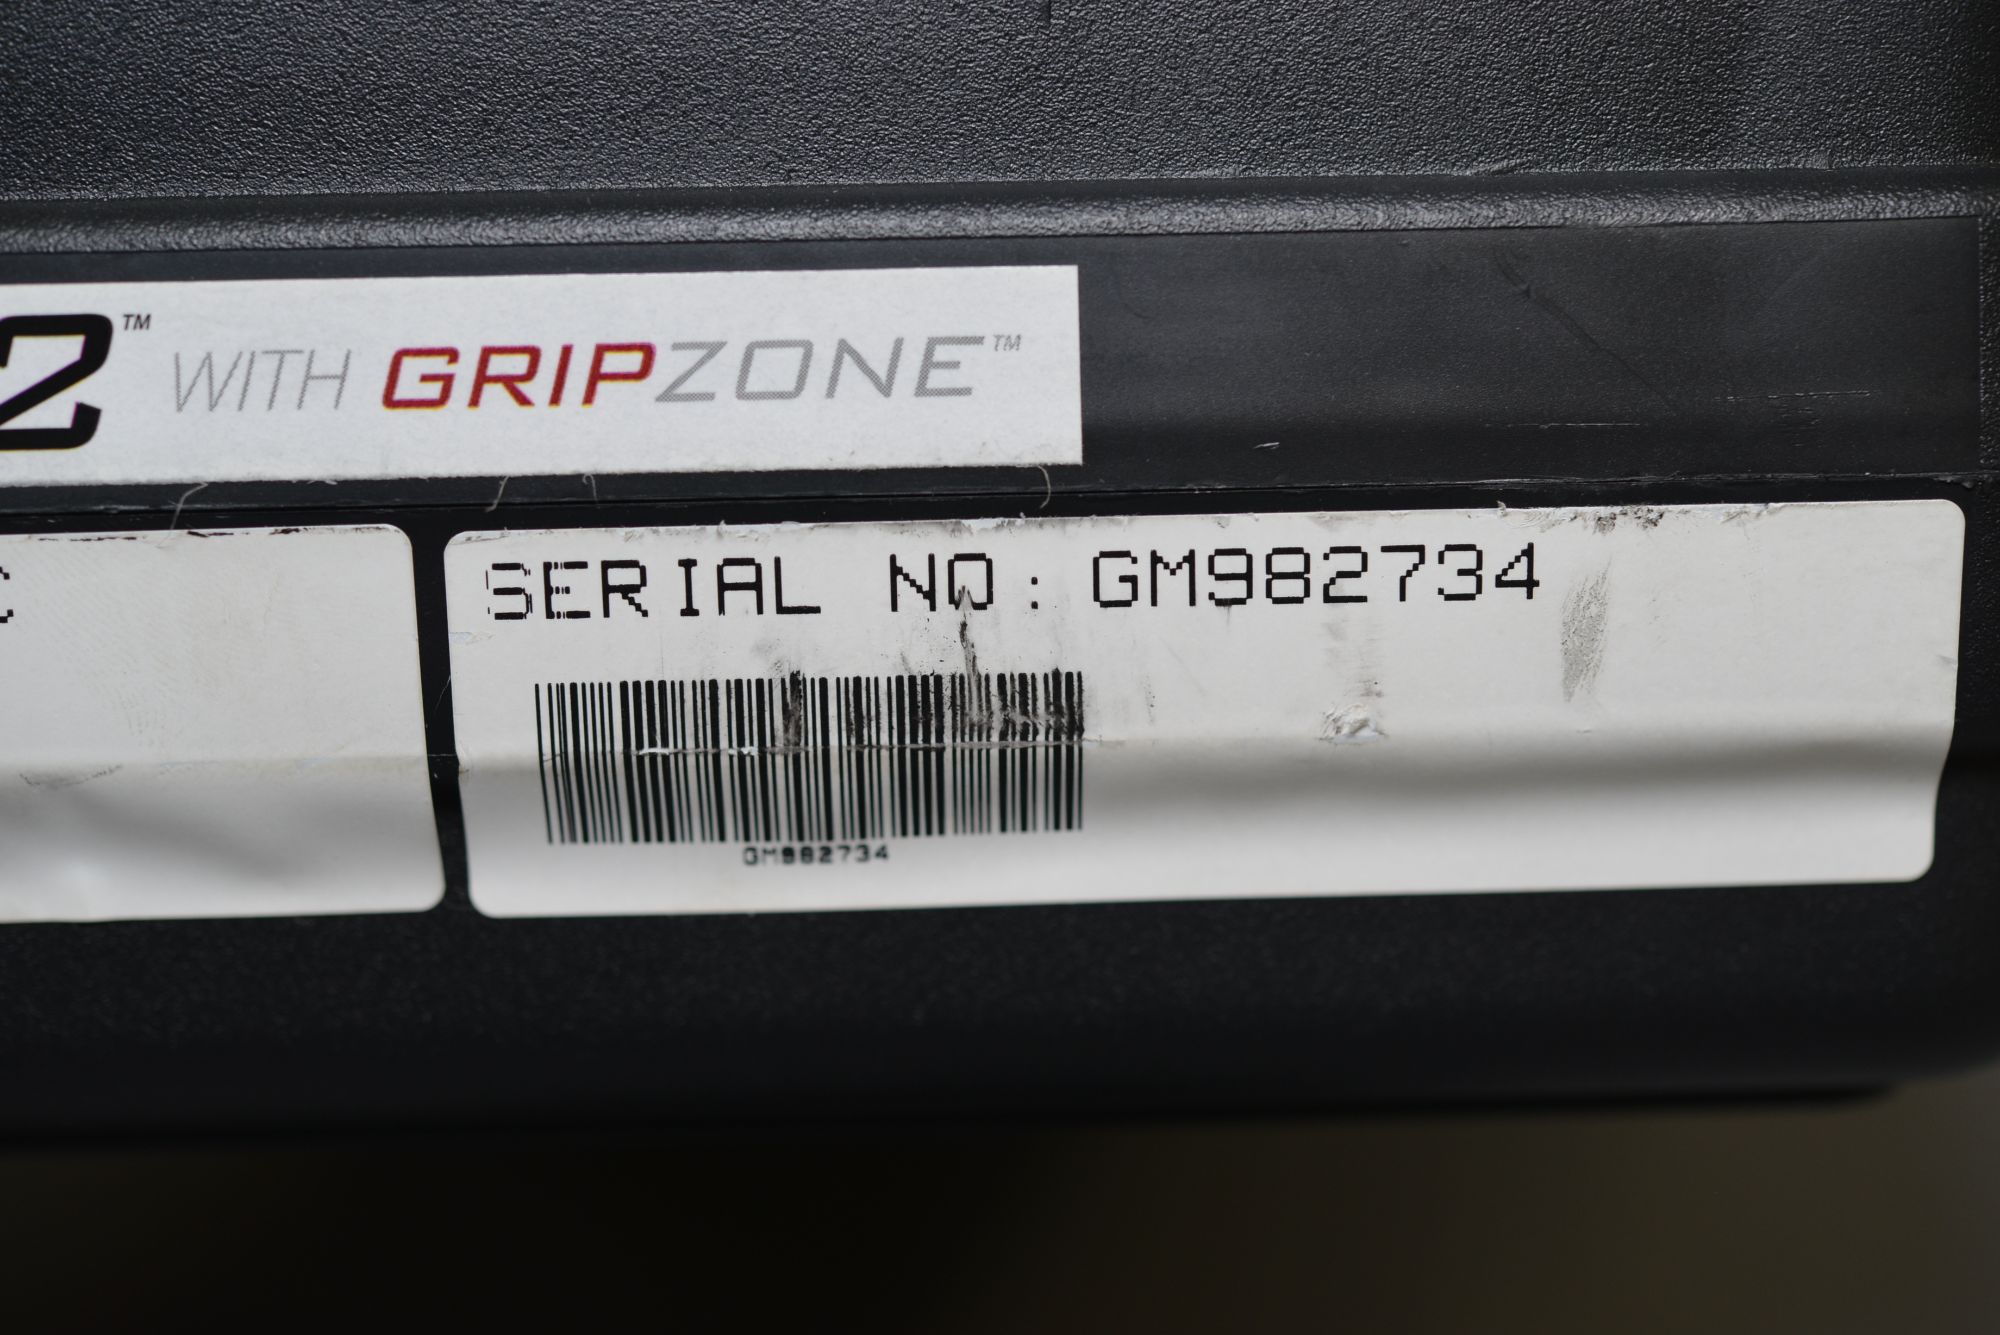 2™ WITH GRIPZONE™
C
SERIAL NO: GM982734
GM982734